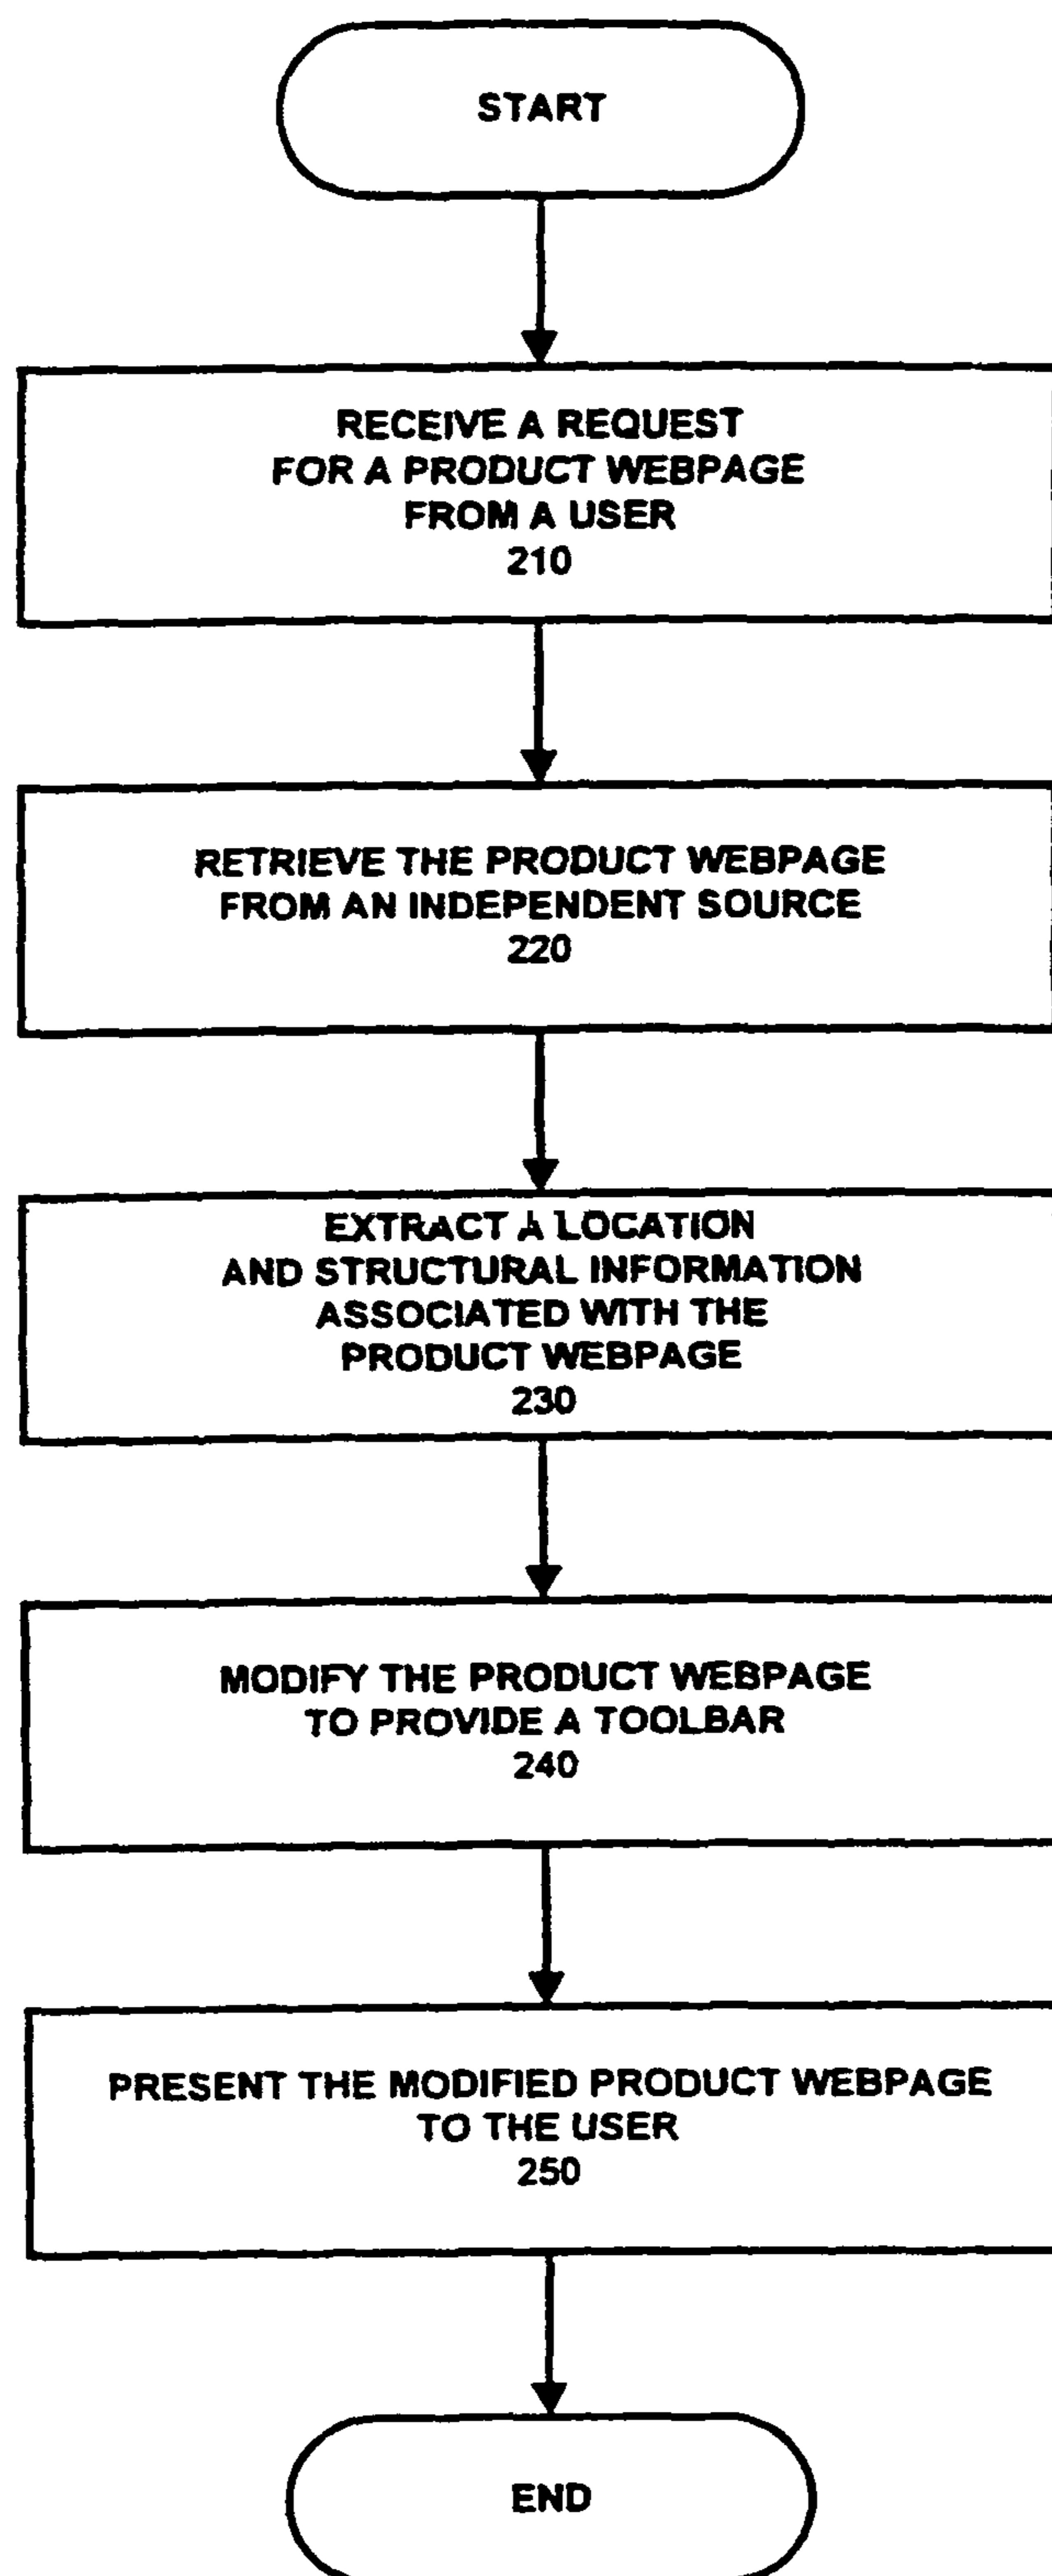 START
RECEIVE A REQUEST
FOR A PRODUCT WEBPAGE
FROM A USER
210
RETRIEVE THE PRODUCT WEBPAGE
FROM AN INDEPENDENT SOURCE
220
EXTRACT A LOCATION
AND STRUCTURAL INFORMATION
ASSOCIATED WITH THE
PRODUCT WEBPAGE
230
MODIFY THE PRODUCT WEBPAGE
TO PROVIDE A TOOLBAR
240
PRESENT THE MODIFIED PRODUCT WEBPAGE
TO THE USER
250
END